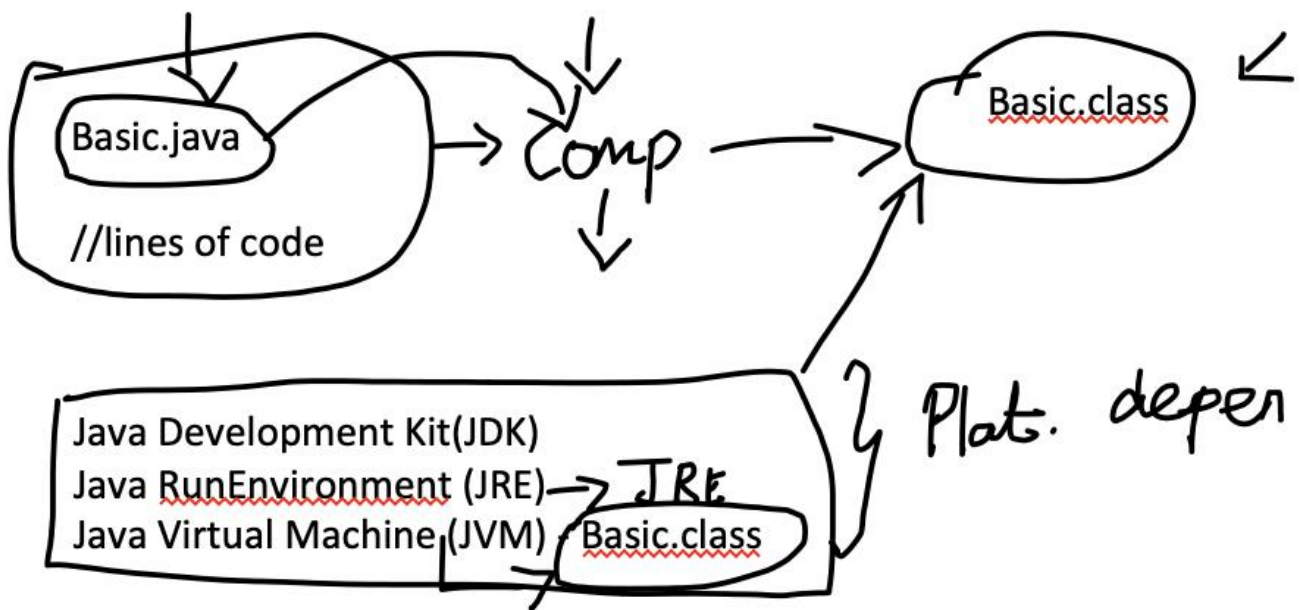 Basic.java
Comp
Basic.class
//lines of code
Java Development Kit(JDK)
Plat. depen
Java RunEnvironment (JRE) JRE
Java Virtual Machine (JVM) - Basic.class